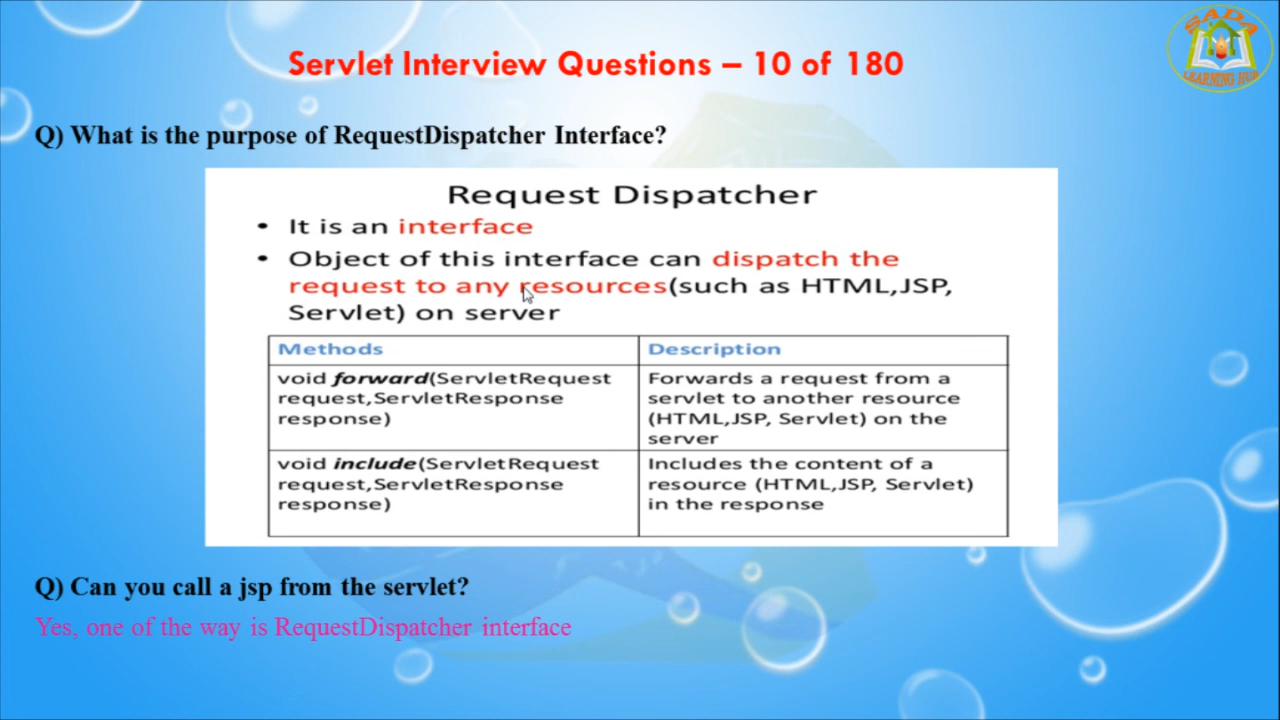 SADA
LEARNING HUB
Servlet Interview Questions – 10 of 180
Q) What is the purpose of RequestDispatcher Interface?
Request Dispatcher
• It is an interface
• Object of this interface can dispatch the
request to any resources(such as HTML,JSP,
Servlet) on server
Methods Description
void forward(ServletRequest
request,ServletResponse
response)
Forwards a request from a
servlet to another resource
(HTML,JSP, Servlet) on the
server
void include(ServletRequest
request,ServletResponse
response)
Includes the content of a
resource (HTML,JSP, Servlet)
in the response
Q) Can you call a jsp from the servlet?
Yes, one of the way is RequestDispatcher interface